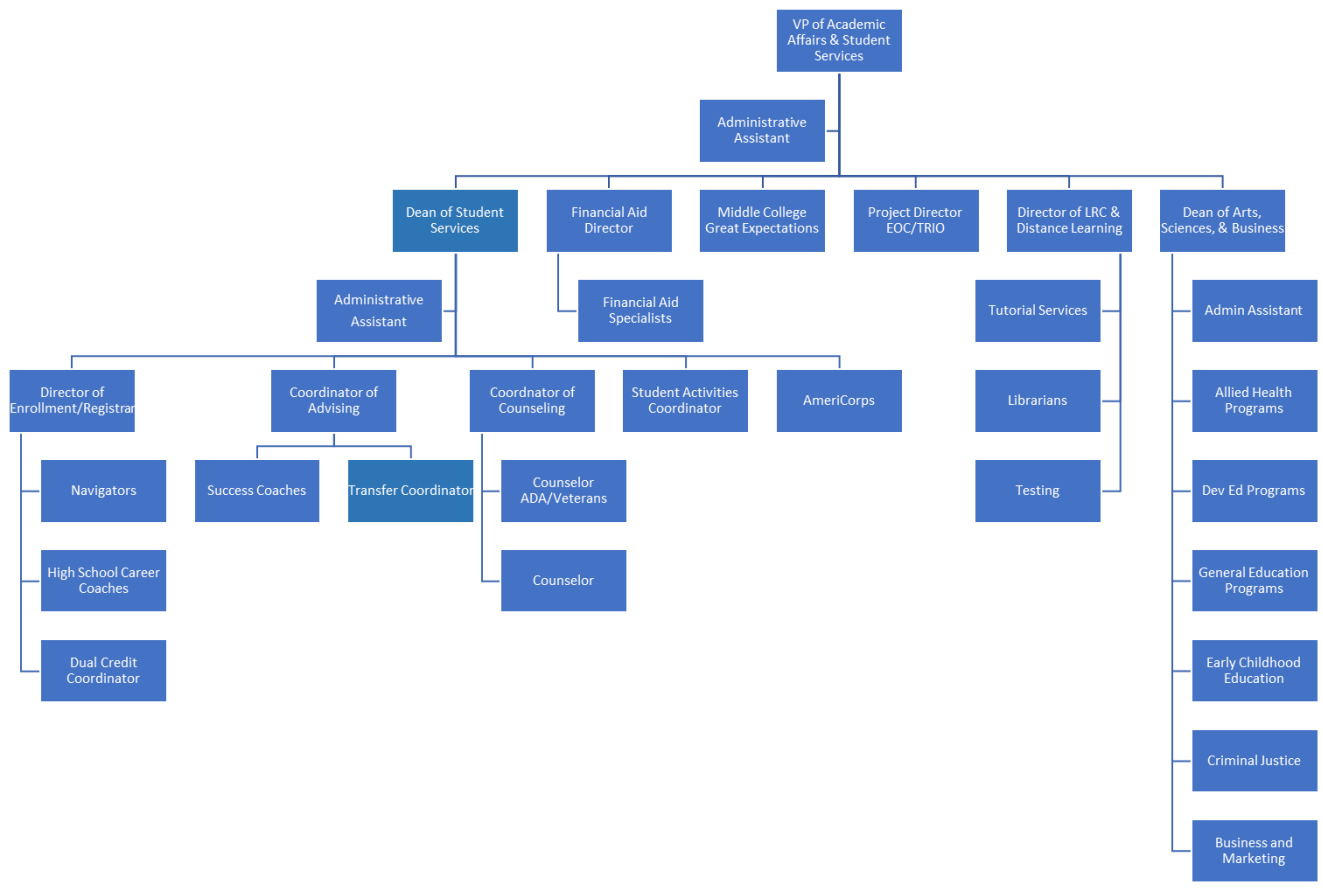 VP of Academic
Affairs & Student
Services
Administrative
Assistant
Dean of Student
Services
Financial Aid
Director
Middle College
Great Expectations
Project Director
EOC/TRIO
Director of LRC &
Distance Learning
Dean of Arts,
Sciences, & Business
Administrative
Assistant
Financial Aid
Specialists
Tutorial Services
Admin Assistant
Director of
Enrollment/Registrar
Coordinator of
Advising
Coordnator of
Counseling
Student Activities
Coordinator
AmeriCorps
Librarians
Allied Health
Programs
Navigators
Success Coaches
Transfer Coordinator
Counselor
ADA/Veterans
Testing
Dev Ed Programs
High School Career
Coaches
Counselor
General Education
Programs
Dual Credit
Coordinator
Early Childhood
Education
Criminal Justice
Business and
Marketing